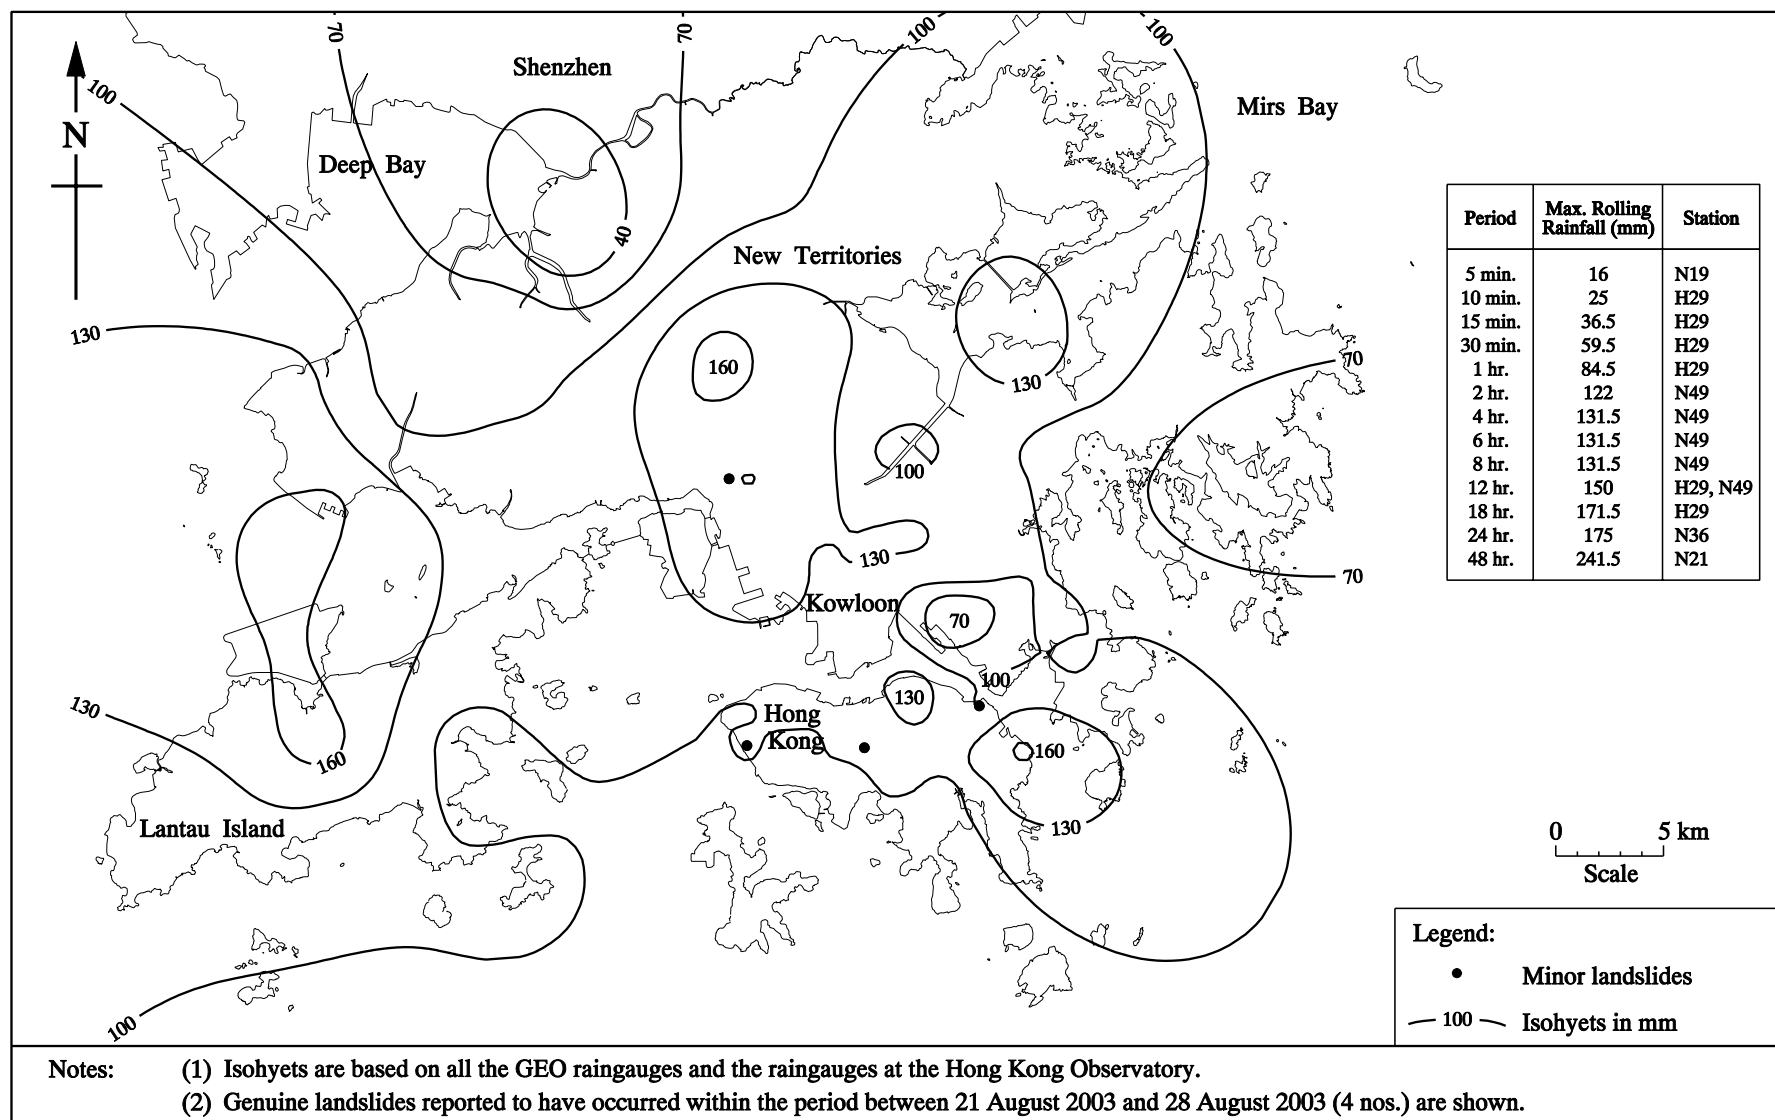 70
70
100
100
Shenzhen
100
Mirs Bay
N
Deep Bay
40
New Territories
130
160
130
70
100
130
70
Kowloon
70
100
130
130
Hong
Kong
160
160
130
Lantau Island
100
Period Max. Rolling Rainfall (mm) Station
5 min. 16 N19
10 min. 25 H29
15 min. 36.5 H29
30 min. 59.5 H29
1 hr. 84.5 H29
2 hr. 122 N49
4 hr. 131.5 N49
6 hr. 131.5 N49
8 hr. 131.5 N49
12 hr. 150 H29, N49
18 hr. 171.5 H29
24 hr. 175 N36
48 hr. 241.5 N21
0 5 km
Scale
Legend:
Minor landslides
100 Isohyets in mm
Notes: (1) Isohyets are based on all the GEO raingauges and the raingauges at the Hong Kong Observatory.
(2) Genuine landslides reported to have occurred within the period between 21 August 2003 and 28 August 2003 (4 nos.) are shown.